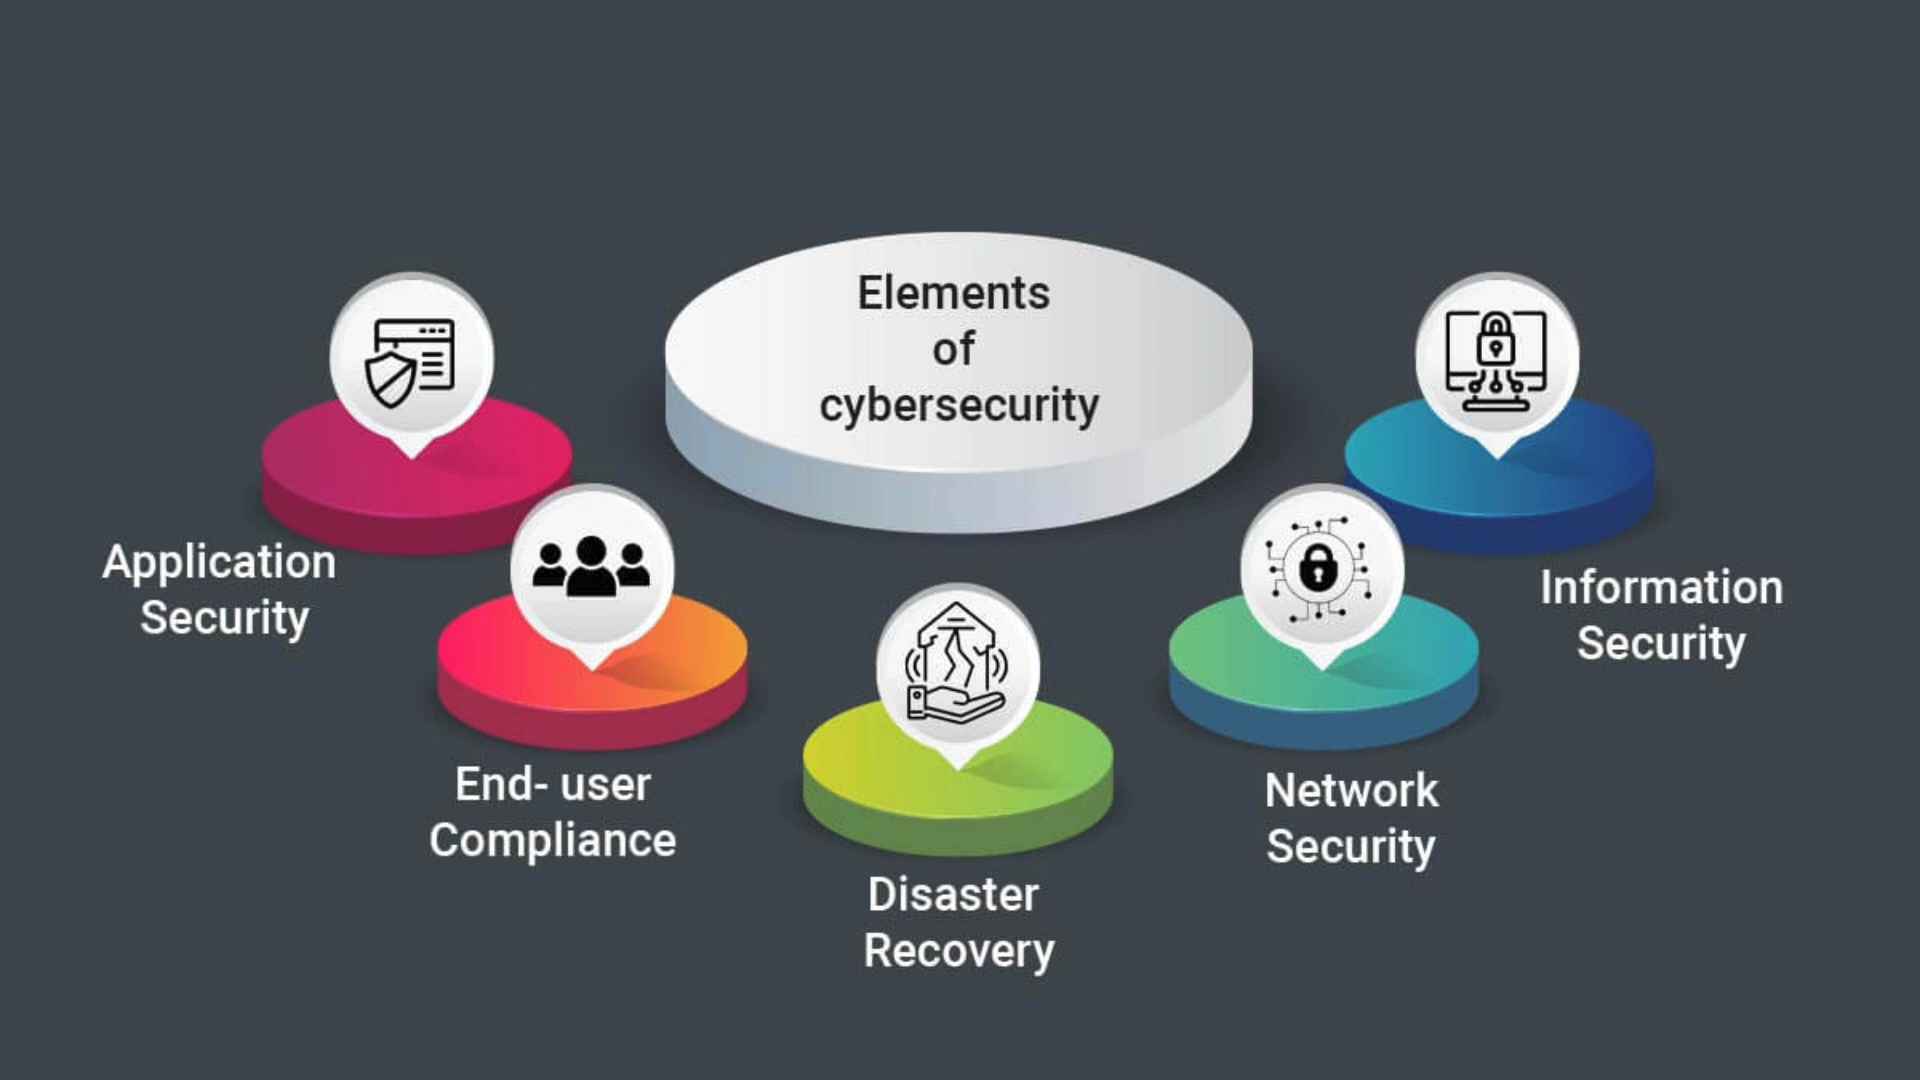 Elements
of
cybersecurity
Application
Security
End- user
Compliance
Disaster
Recovery
Network
Security
Information
Security